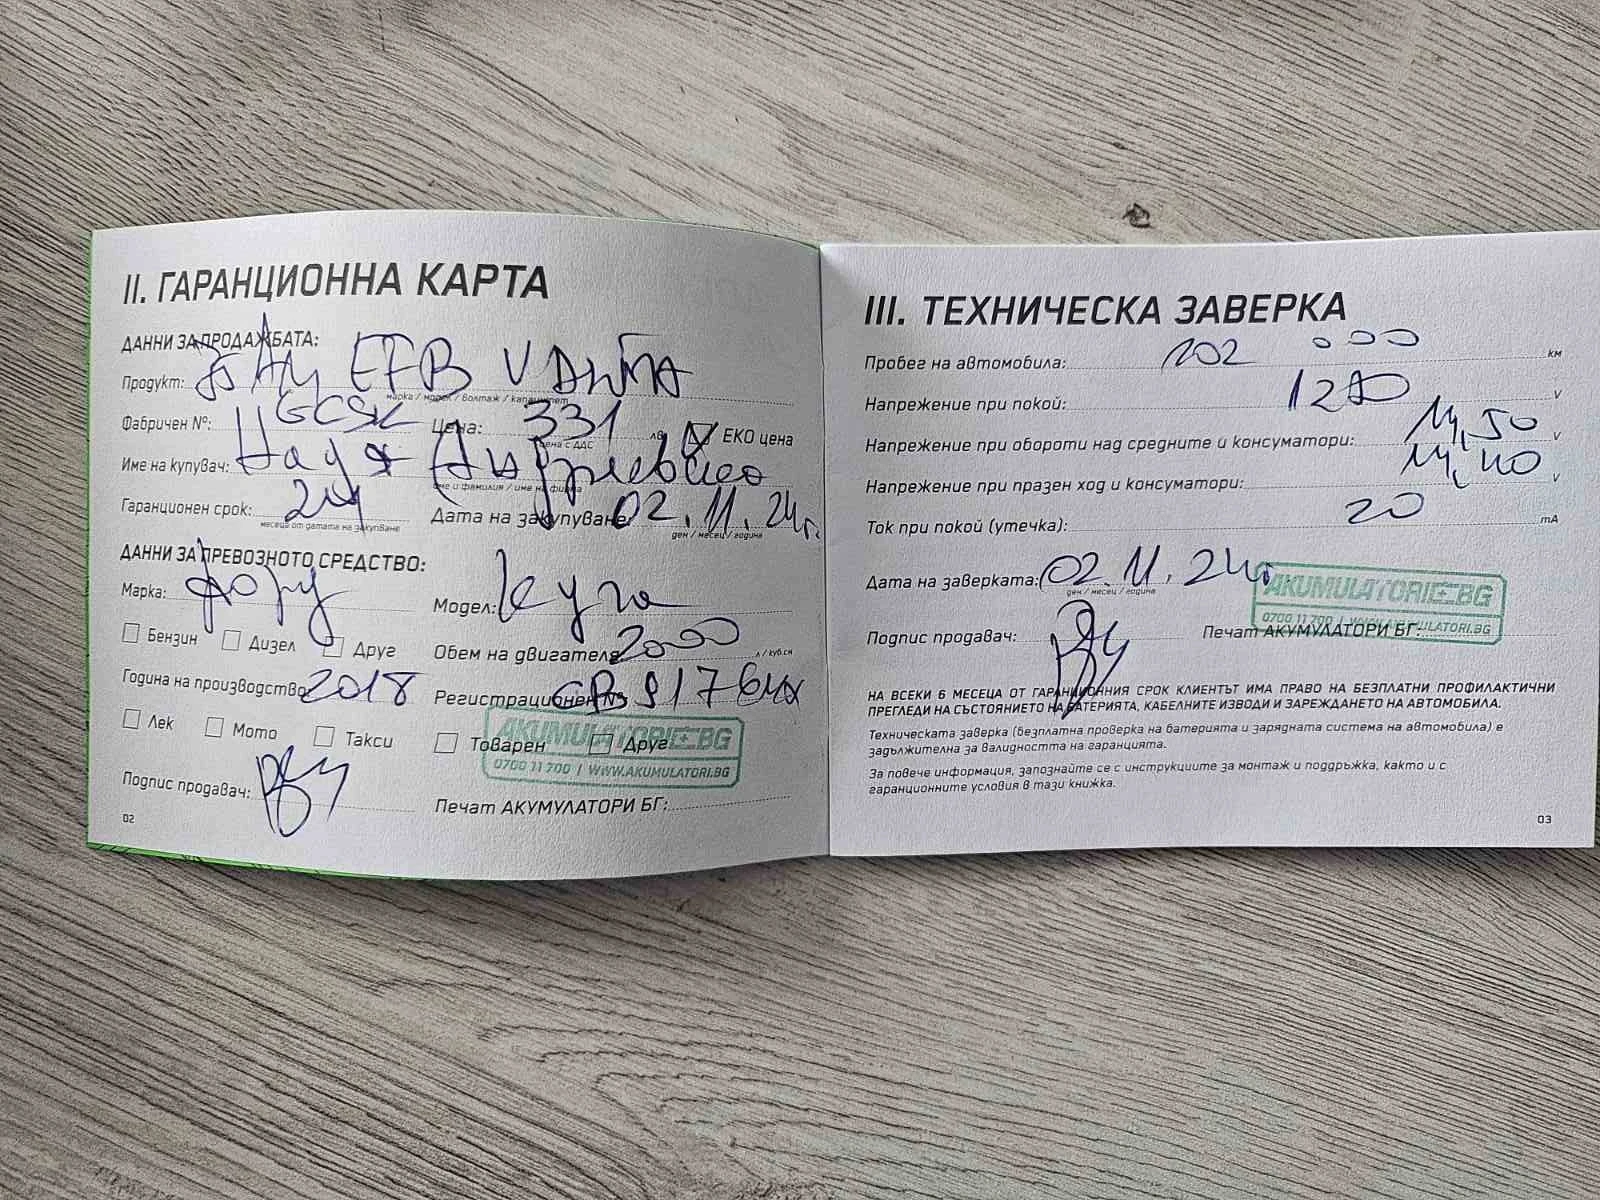 II. ГАРАНЦИОННА КАРТА
ДАННИ ЗА ПРОДАЖБАТА:
Продукт: EFB VARTA
марка / модел / волтаж / капацитет
Фабричен №: Цена: 331 лв ЕКО цена
цена с ДДС
Име на купувач: Надя
име и фамилия / име на фирма
Гаранционен срок: 24 Дата на закупуване: 02.11.24г.
месеца от датата на закупуване ден / месец / година
ДАННИ ЗА ПРЕВОЗНОТО СРЕДСТВО:
Марка: Форд Модел: Куга
Бензин Дизел Друг Обем на двигателя: 2000 л / куб.см
Година на производство: 2018 Регистрационен №:
Лек Мото Такси Товарен Друг
AKUMULATORI BG
0700 11 700 | WWW.AKUMULATORI.BG
Подпис продавач: Печат АКУМУЛАТОРИ БГ:
02
III. ТЕХНИЧЕСКА ЗАВЕРКА
Пробег на автомобила: 102 000 км
Напрежение при покой: V
Напрежение при обороти над средните и консуматори: 14,50 V
Напрежение при празен ход и консуматори: 14,40 V
Ток при покой (утечка): 20 mA
Дата на заверката: 02.11.24г.
ден / месец / година
AKUMULATORI BG
0700 11 700 | WWW.AKUMULATORI.BG
Подпис продавач: Печат АКУМУЛАТОРИ БГ:
НА ВСЕКИ 6 МЕСЕЦА ОТ ГАРАНЦИОННИЯ СРОК КЛИЕНТЪТ ИМА ПРАВО НА БЕЗПЛАТНИ ПРОФИЛАКТИЧНИ
ПРЕГЛЕДИ НА СЪСТОЯНИЕТО НА БАТЕРИЯТА, КАБЕЛНИТЕ ИЗВОДИ И ЗАРЕЖДАНЕТО НА АВТОМОБИЛА.
Техническата заверка (безплатна проверка на батерията и зарядната система на автомобила) е
задължителна за валидността на гаранцията.
За повече информация, запознайте се с инструкциите за монтаж и поддръжка, както и с
гаранционните условия в тази книжка.
03